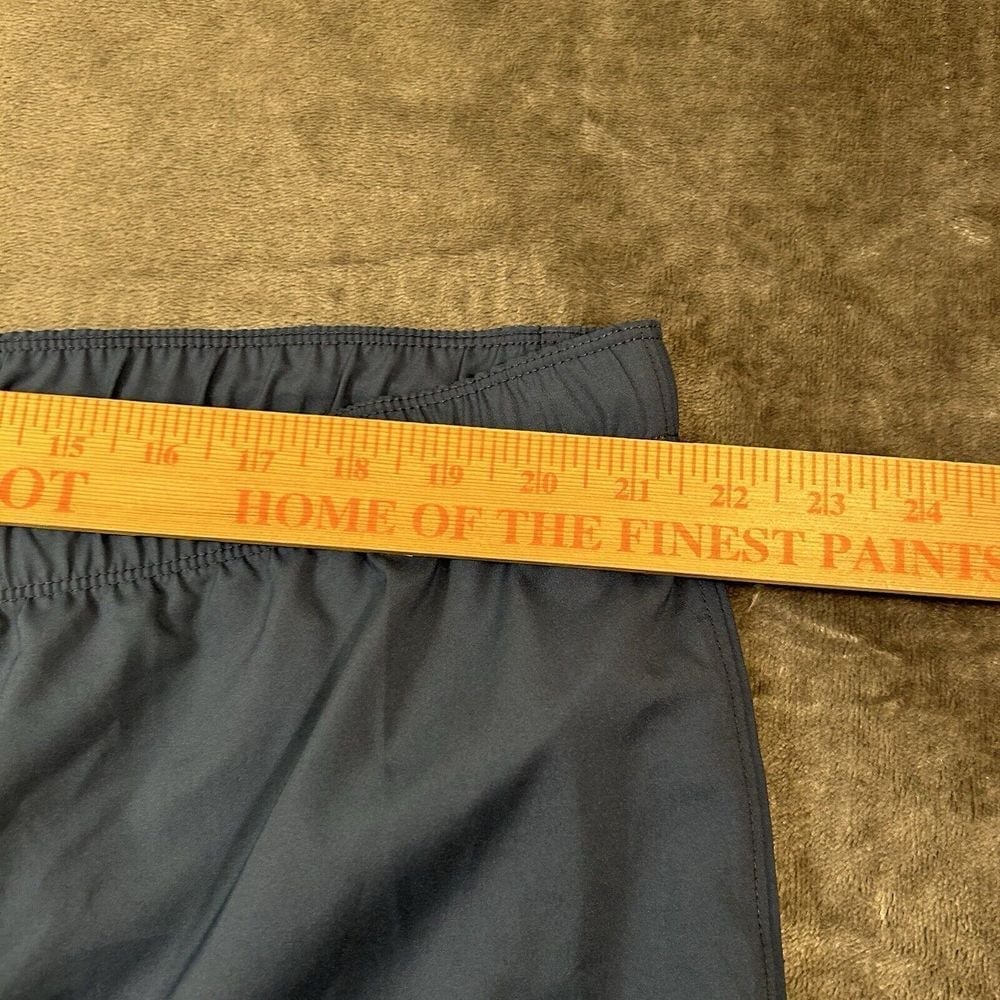 15 16 17 18 19 20 21 22 23 24
OT HOME OF THE FINEST PAINTS